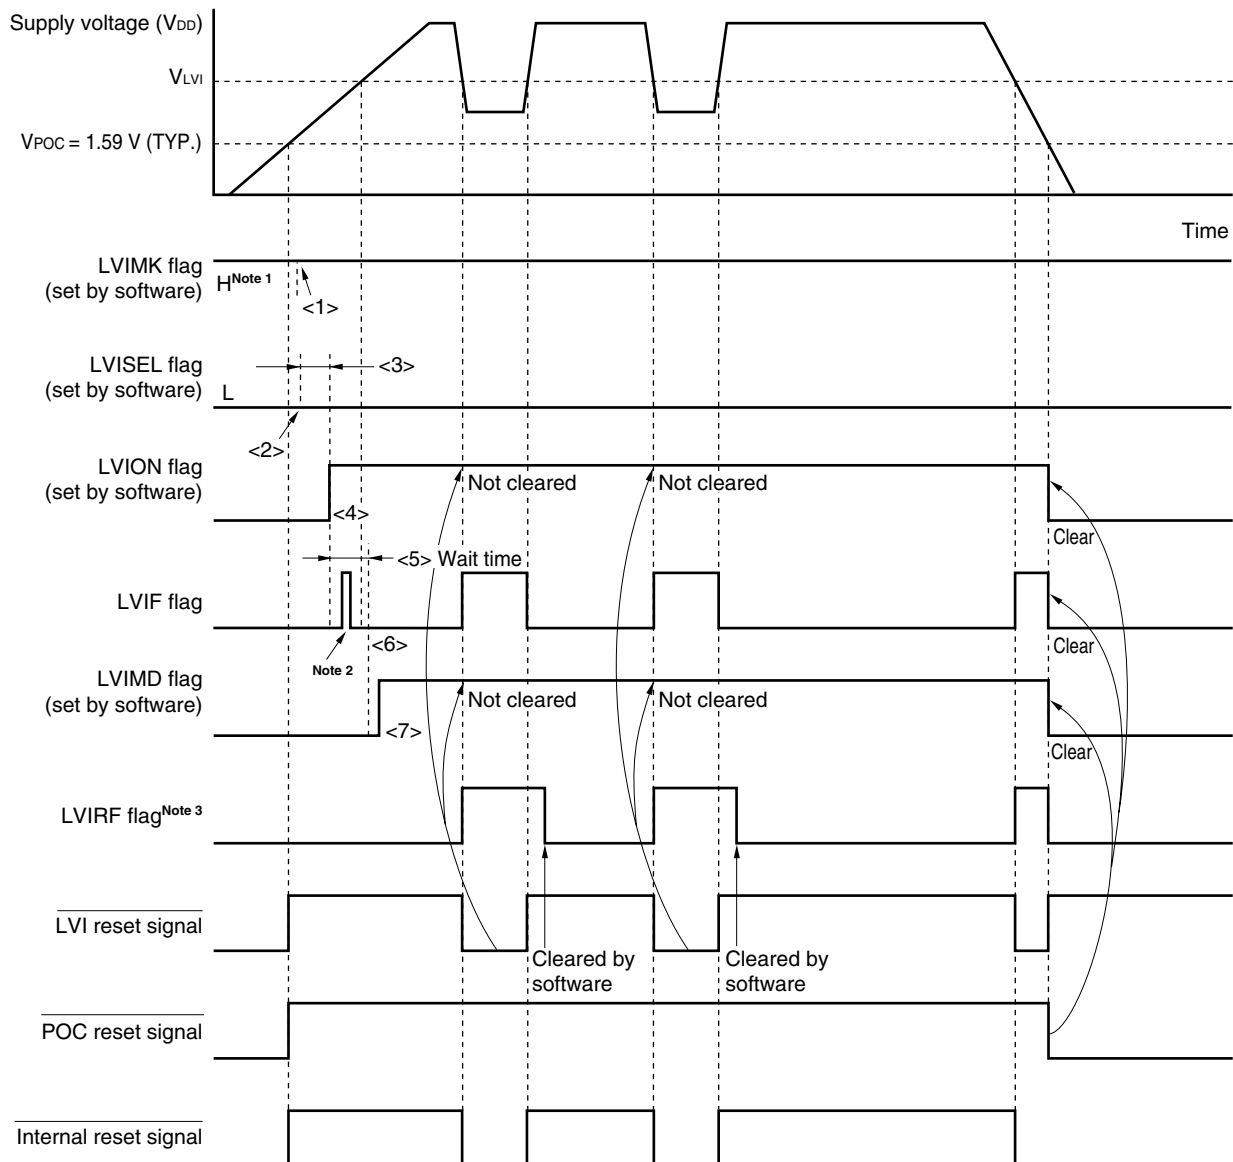 Supply voltage (VDD)
VLVI
VPOC = 1.59 V (TYP.)
Time
LVIMK flag
(set by software)
H Note 1
<1>
LVISEL flag
(set by software)
<3>
L
<2>
LVION flag
(set by software)
Not cleared
Not cleared
<4>
Clear
<5> Wait time
LVIF flag
<6>
Clear
Note 2
LVIMD flag
(set by software)
Not cleared
Not cleared
<7>
Clear
LVIRF flag Note 3
LVI reset signal
Cleared by
software
Cleared by
software
POC reset signal
Internal reset signal